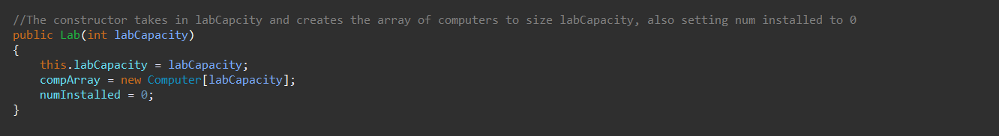 //The constructor takes in labCapcity and creates the array of computers to size labCapacity, also setting num installed to 0
public Lab(int labCapacity)
{
    this.labCapacity = labCapacity;
    compArray = new Computer[labCapacity];
    numInstalled = 0;
}